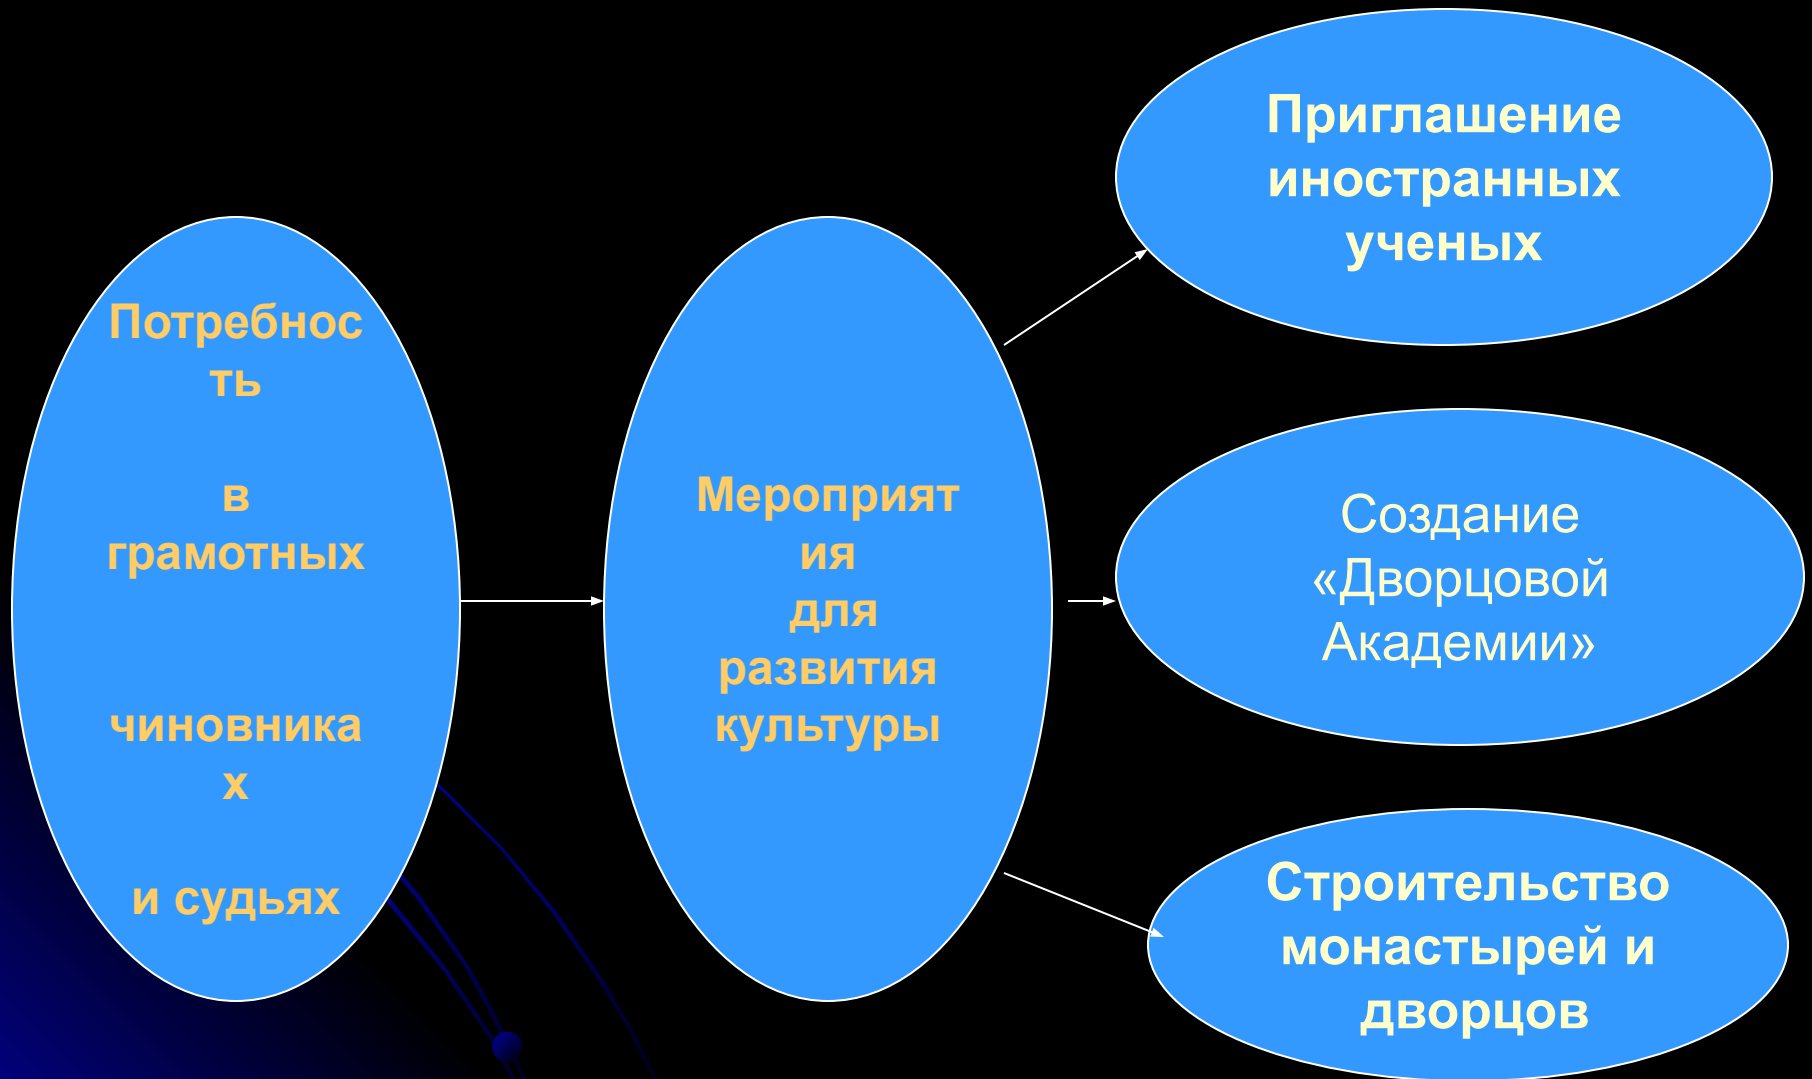 Потребнос
ть
в
грамотных
чиновника
х
и судьях
Мероприят
ия
для
развития
культуры
Приглашение
иностранных
ученых
Создание
«Дворцовой
Академии»
Строительство
монастырей и
дворцов